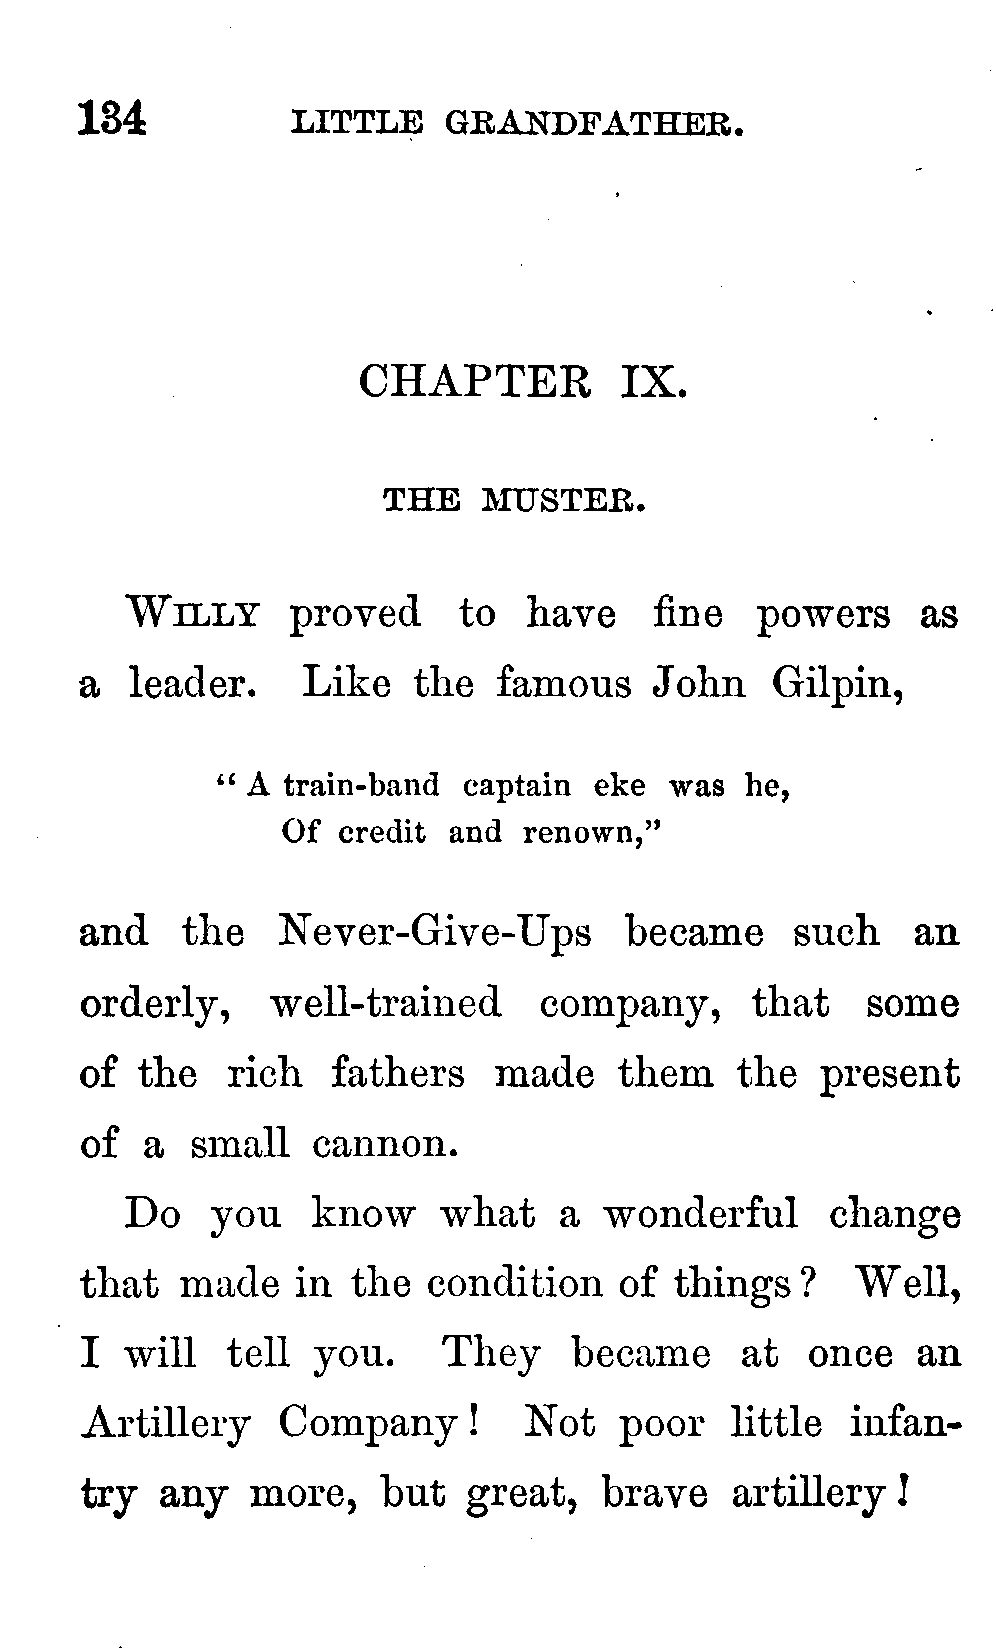 134 LITTLE GRANDFATHER.
CHAPTER IX.
THE MUSTER.
WILLY proved to have fine powers as
a leader. Like the famous John Gilpin,
“ A train-band captain eke was he,
Of credit and renown,”
and the Never-Give-Ups became such an
orderly, well-trained company, that some
of the rich fathers made them the present
of a small cannon.
Do you know what a wonderful change
that made in the condition of things? Well,
I will tell you. They became at once an
Artillery Company! Not poor little infan-
try any more, but great, brave artillery!